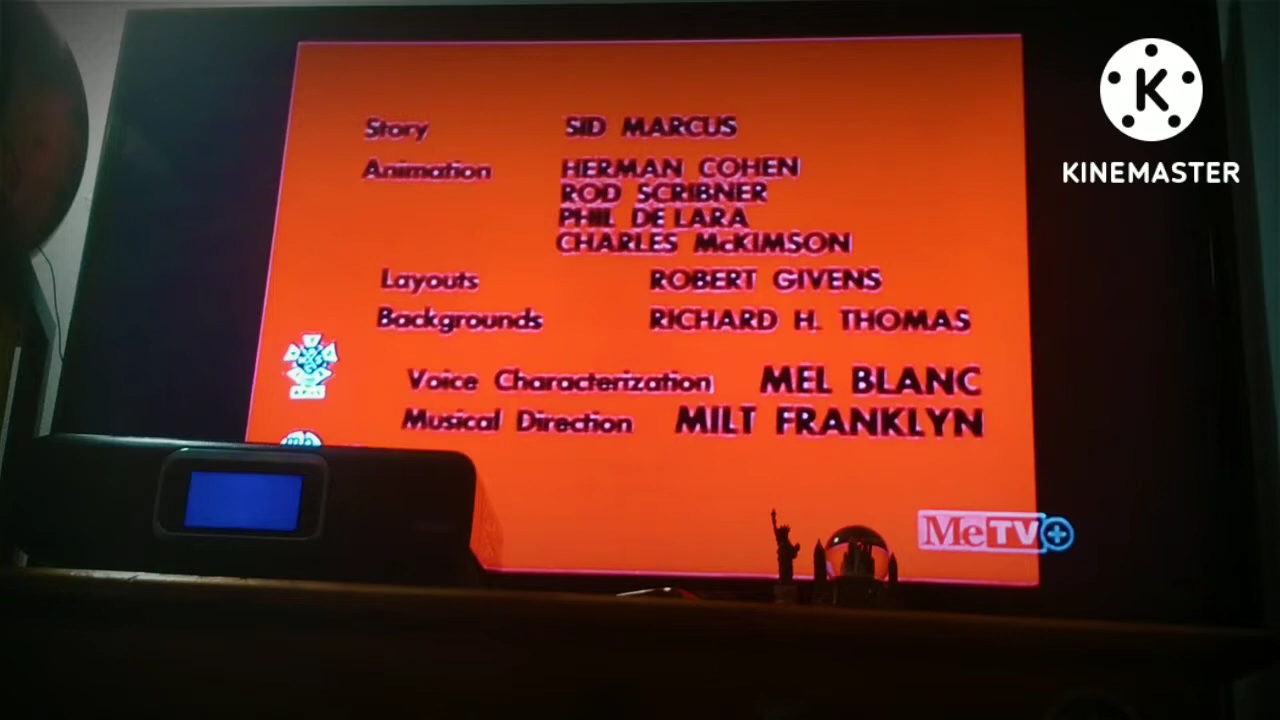 Story SID MARCUS
Animation HERMAN COHEN
ROD SCRIBNER
PHIL DE LARA
CHARLES McKIMSON
Layouts ROBERT GIVENS
Backgrounds RICHARD H. THOMAS
Voice Characterization MEL BLANC
Musical Direction MILT FRANKLYN
MeTV+
K
KINEMASTER